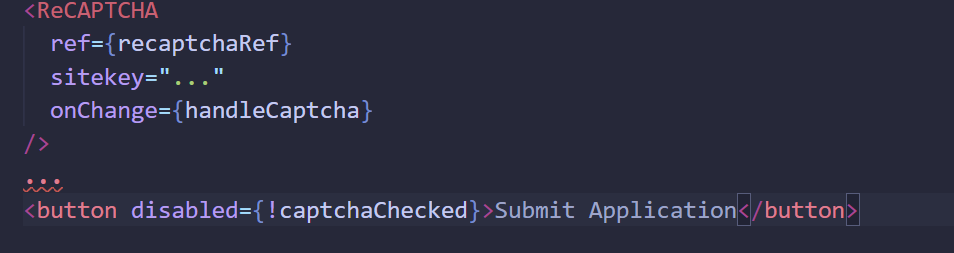 <ReCAPTCHA
ref={recaptchaRef}
sitekey="..."
onChange={handleCaptcha}
/>
...
<button disabled={!captchaChecked}>Submit Application</button>